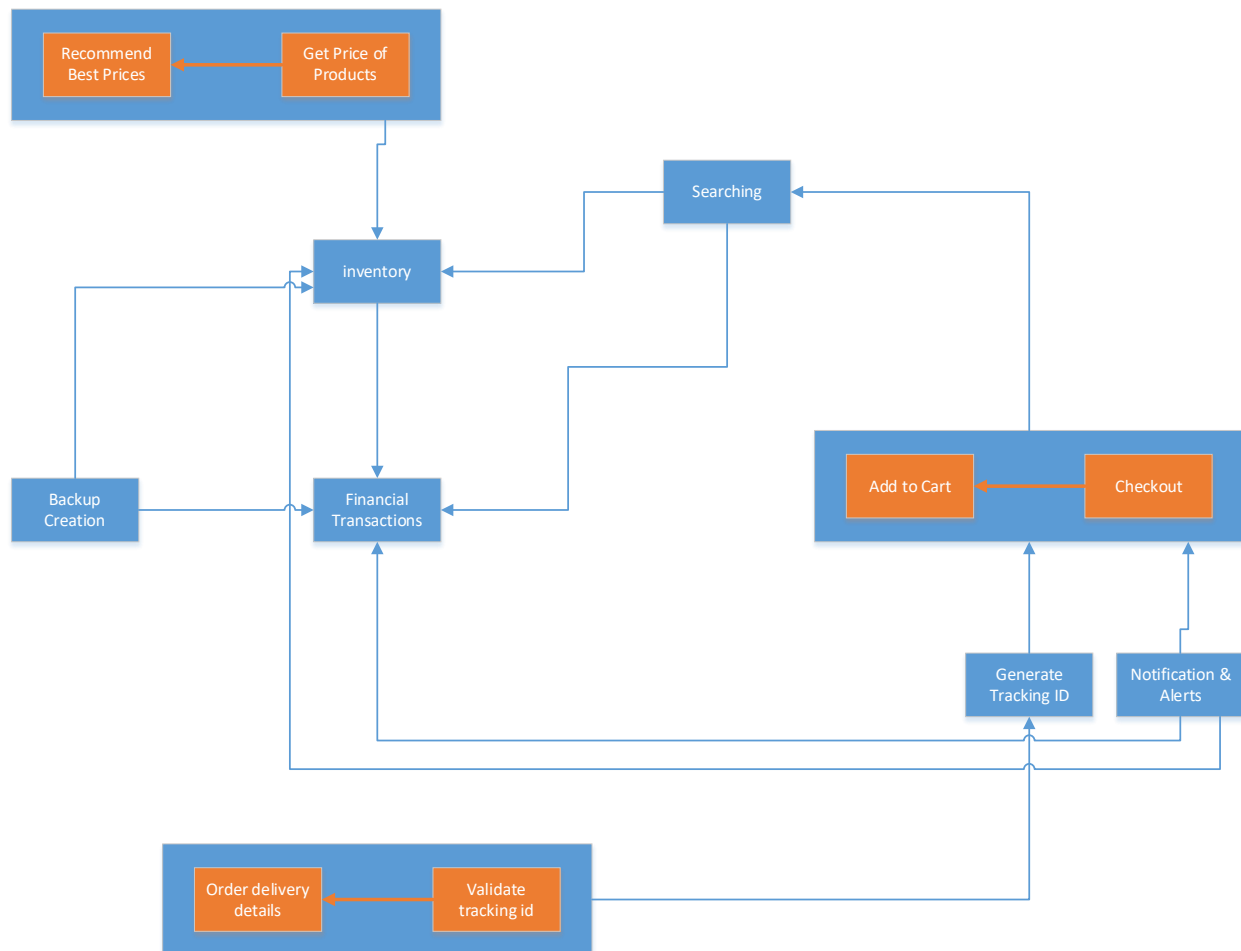 Recommend
Best Prices
Get Price of
Products
Searching
inventory
Add to Cart
Checkout
Backup
Creation
Financial
Transactions
Generate
Tracking ID
Notification &
Alerts
Order delivery
details
Validate
tracking id